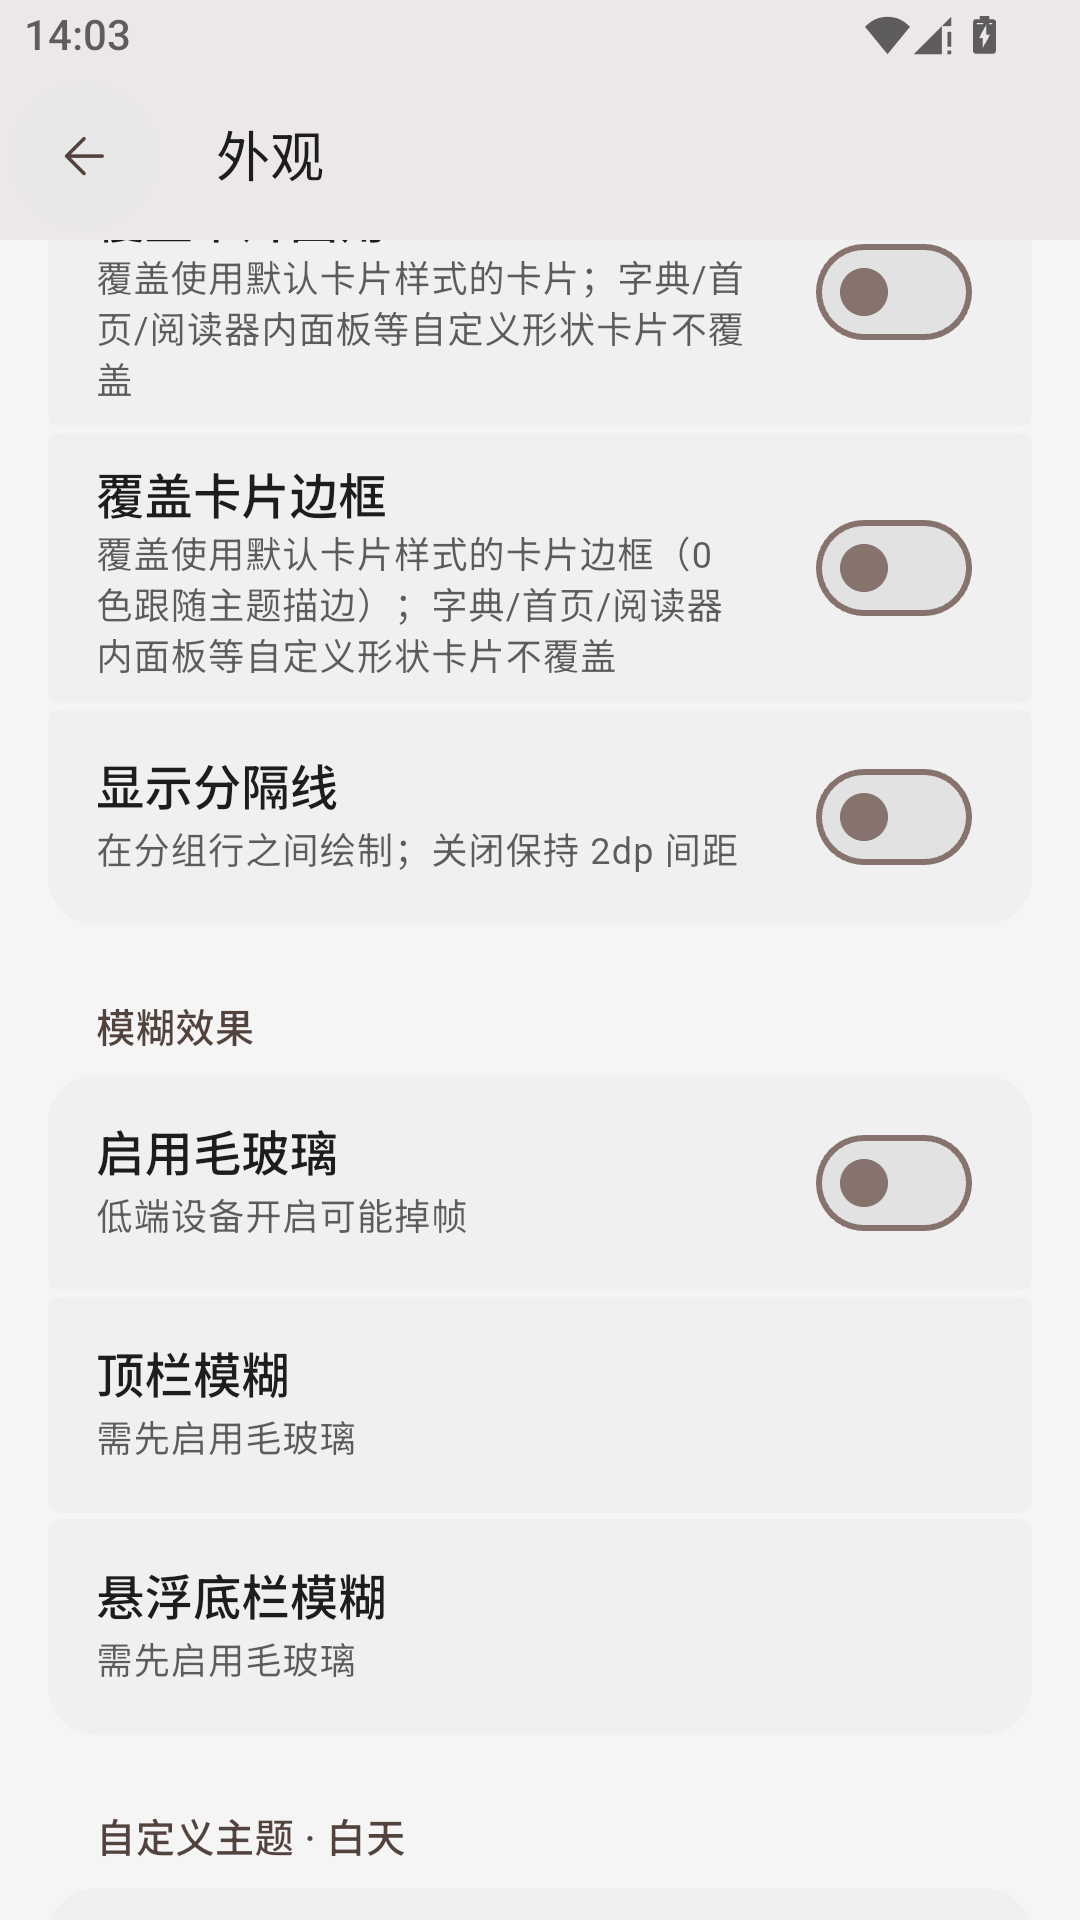 14:03
外观
覆盖使用默认卡片样式的卡片；字典/首
页/阅读器内面板等自定义形状卡片不覆
盖
覆盖卡片边框
覆盖使用默认卡片样式的卡片边框（0
色跟随主题描边）；字典/首页/阅读器
内面板等自定义形状卡片不覆盖
显示分隔线
在分组行之间绘制；关闭保持 2dp 间距
模糊效果
启用毛玻璃
低端设备开启可能掉帧
顶栏模糊
需先启用毛玻璃
悬浮底栏模糊
需先启用毛玻璃
自定义主题 · 白天